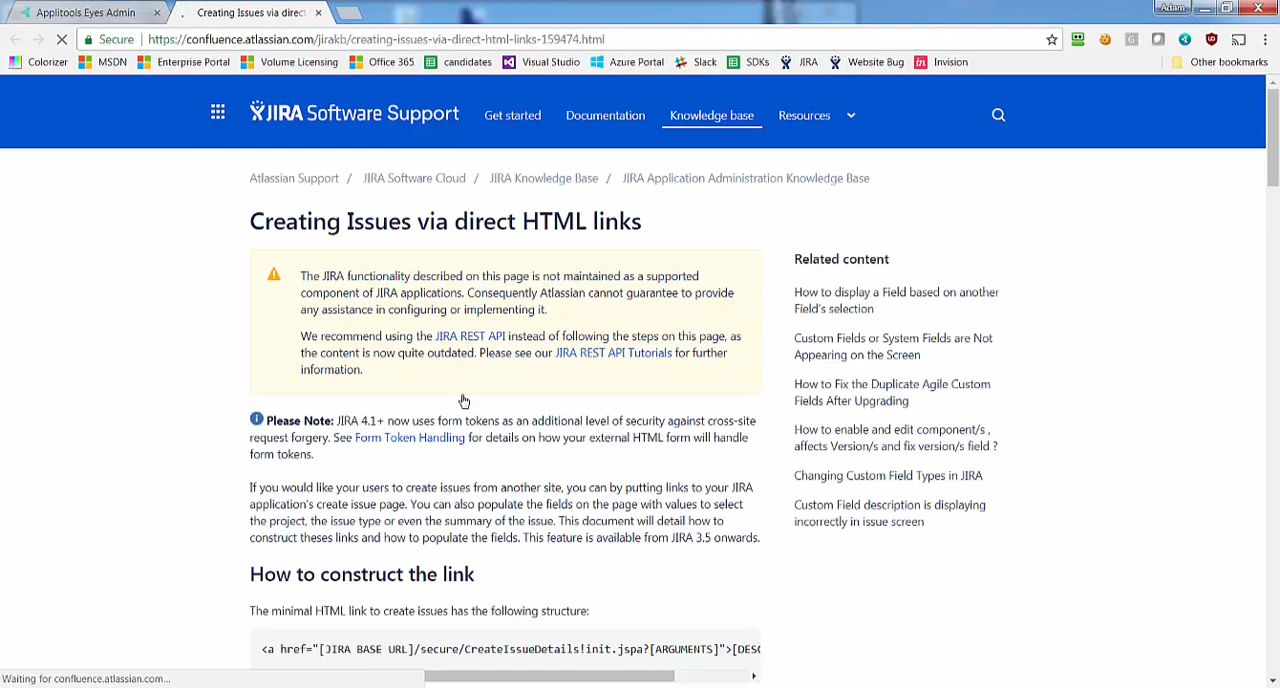 Applitools Eyes Admin
Creating Issues via direct
Adam
Secure
https://confluence.atlassian.com/jirakb/creating-issues-via-direct-html-links-159474.html
Colorizer
MSDN
Enterprise Portal
Volume Licensing
Office 365
candidates
Visual Studio
Azure Portal
Slack
SDKs
JIRA
Website Bug
Invision
Other bookmarks
JIRA Software Support
Get started
Documentation
Knowledge base
Resources
Atlassian Support / JIRA Software Cloud / JIRA Knowledge Base / JIRA Application Administration Knowledge Base
Creating Issues via direct HTML links
The JIRA functionality described on this page is not maintained as a supported
component of JIRA applications. Consequently Atlassian cannot guarantee to provide
any assistance in configuring or implementing it.
We recommend using the JIRA REST API instead of following the steps on this page, as
the content is now quite outdated. Please see our JIRA REST API Tutorials for further
information.
Please Note: JIRA 4.1+ now uses form tokens as an additional level of security against cross-site
request forgery. See Form Token Handling for details on how your external HTML form will handle
form tokens.
If you would like your users to create issues from another site, you can by putting links to your JIRA
application's create issue page. You can also populate the fields on the page with values to select
the project, the issue type or even the summary of the issue. This document will detail how to
construct theses links and how to populate the fields. This feature is available from JIRA 3.5 onwards.
How to construct the link
The minimal HTML link to create issues has the following structure:
<a href="[JIRA BASE URL]/secure/CreateIssueDetails!init.jspa?[ARGUMENTS]">[DESC
Related content
How to display a Field based on another
Field's selection
Custom Fields or System Fields are Not
Appearing on the Screen
How to Fix the Duplicate Agile Custom
Fields After Upgrading
How to enable and edit component/s ,
affects Version/s and fix version/s field ?
Changing Custom Field Types in JIRA
Custom Field description is displaying
incorrectly in issue screen
Waiting for confluence.atlassian.com...